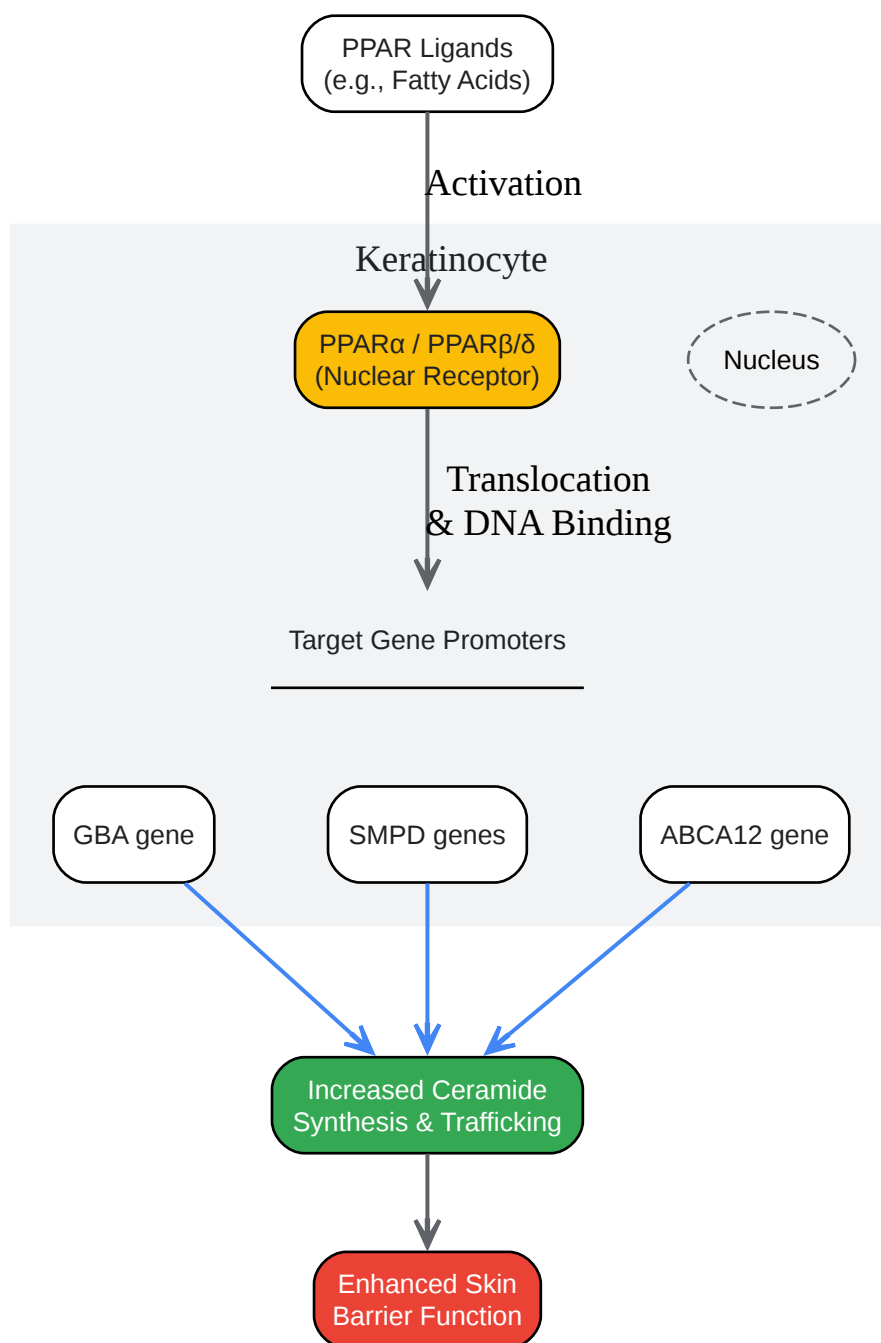 PPAR Ligands
(e.g., Fatty Acids)
Activation
Keratinocyte
PPARα / PPARβ/δ
(Nuclear Receptor)
Nucleus
Translocation
& DNA Binding
Target Gene Promoters
GBA gene
SMPD genes
ABCA12 gene
Increased Ceramide
Synthesis & Trafficking
Enhanced Skin
Barrier Function